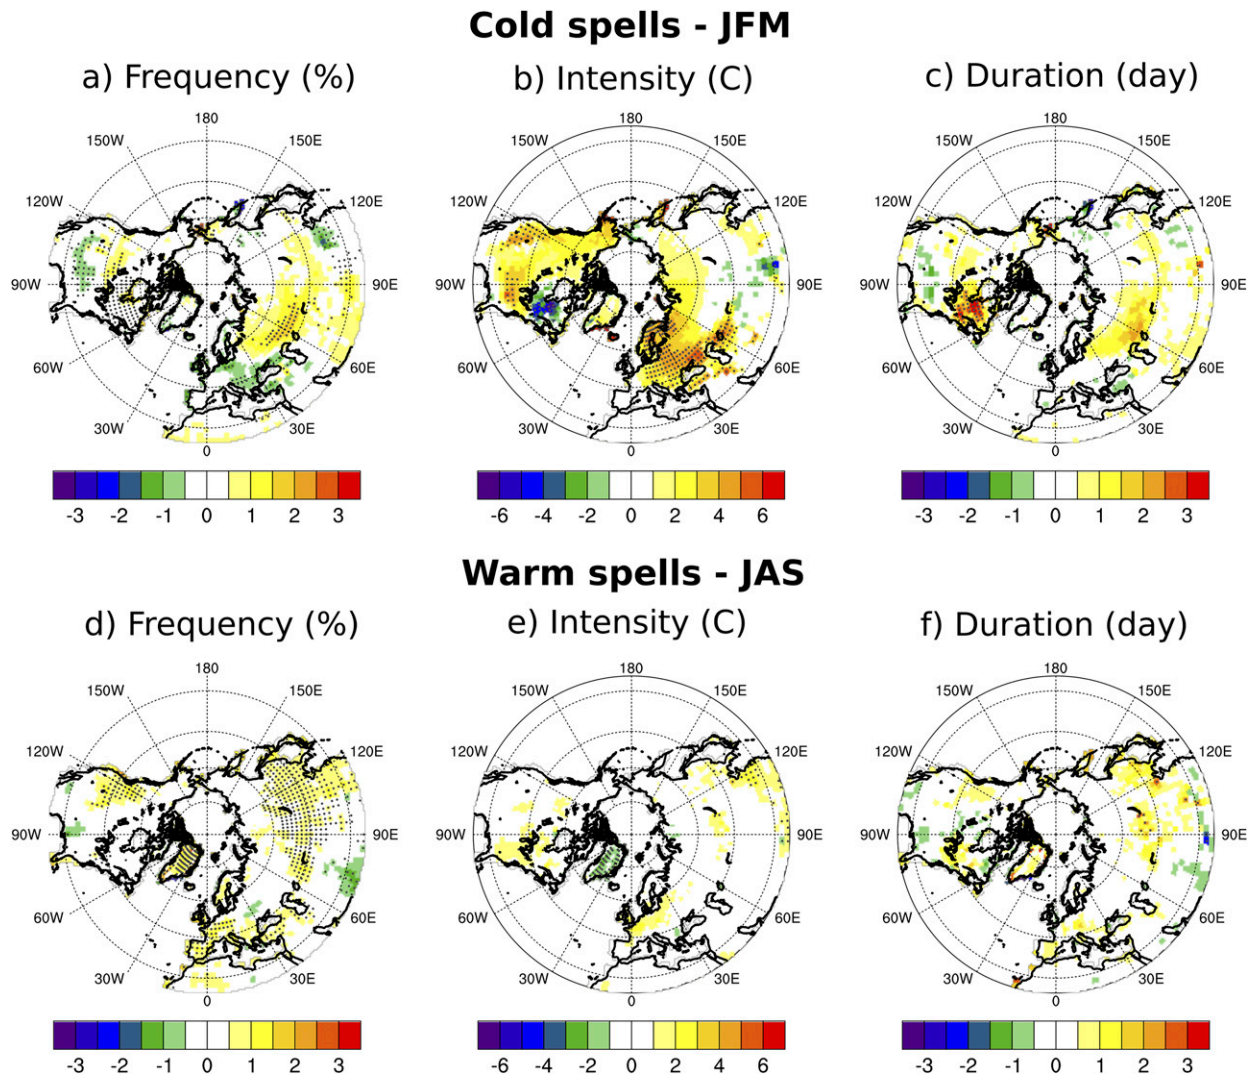 Cold spells - JFM
a) Frequency (%)
b) Intensity (C)
c) Duration (day)
180 180 180
150W 150E 150W 150E 150W 150E
120W 120E 120W 120E 120W 120E
90W 90E 90W 90E 90W 90E
60W 60E 60W 60E 60W 60E
30W 30E 30W 30E 30W 30E
0 0 0
-3 -2 -1 0 1 2 3
-6 -4 -2 0 2 4 6
-3 -2 -1 0 1 2 3
Warm spells - JAS
d) Frequency (%)
e) Intensity (C)
f) Duration (day)
180 180 180
150W 150E 150W 150E 150W 150E
120W 120E 120W 120E 120W 120E
90W 90E 90W 90E 90W 90E
60W 60E 60W 60E 60W 60E
30W 30E 30W 30E 30W 30E
0 0 0
-3 -2 -1 0 1 2 3
-6 -4 -2 0 2 4 6
-3 -2 -1 0 1 2 3